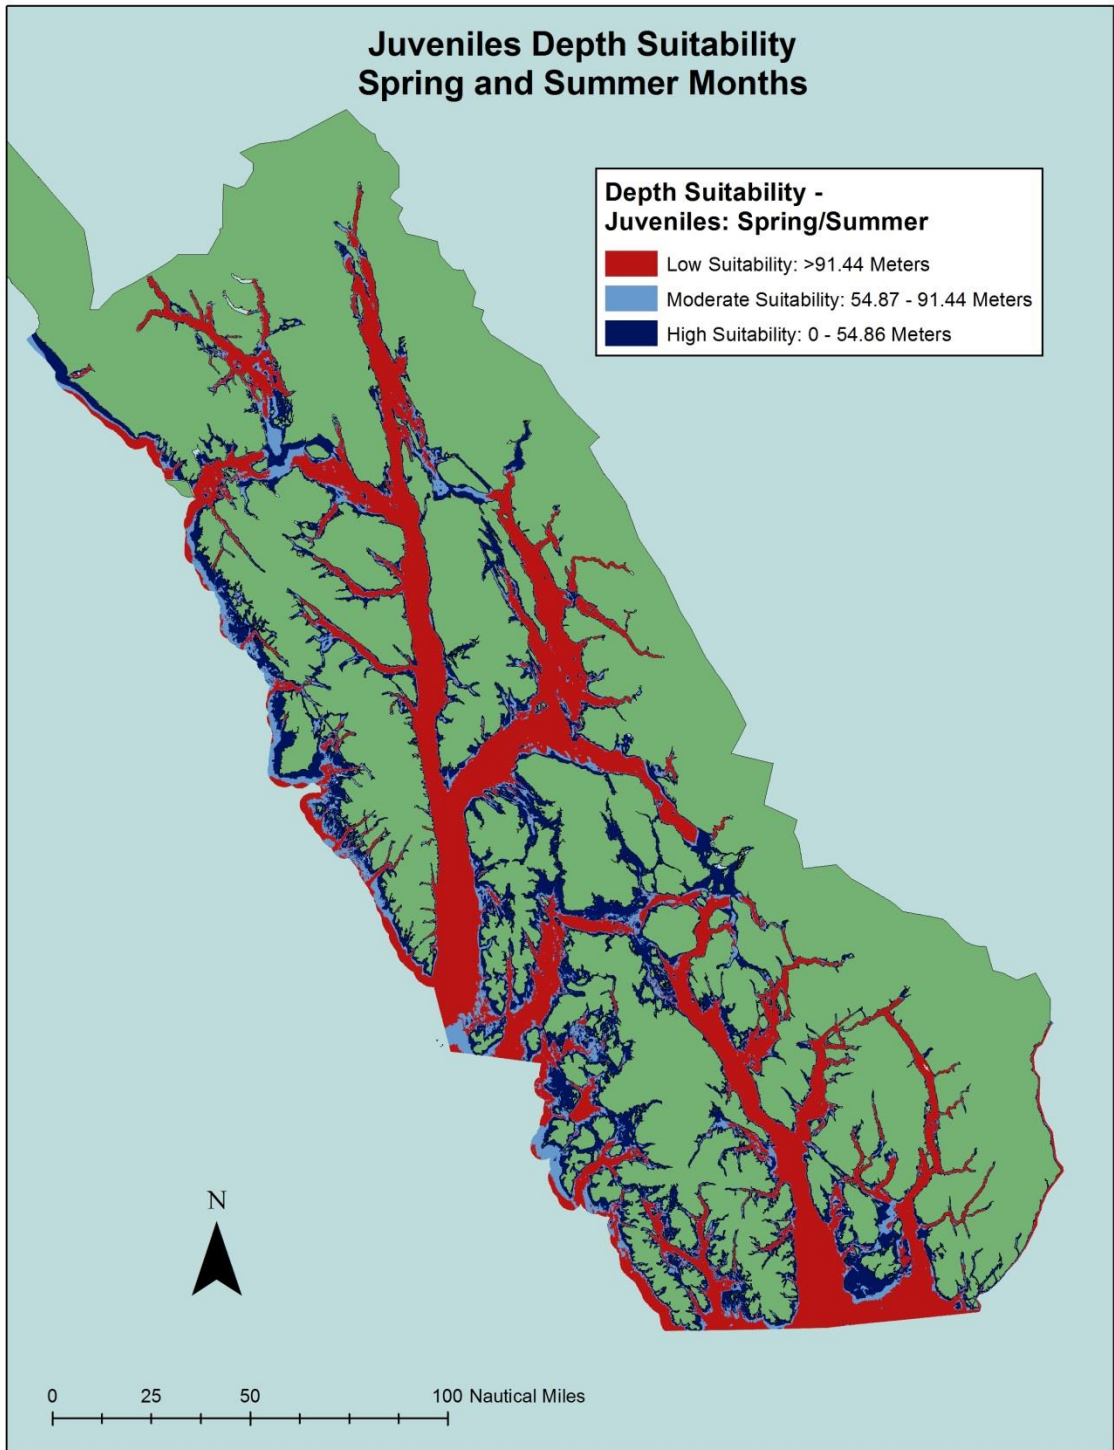 Juveniles Depth Suitability
Spring and Summer Months
Depth Suitability -
Juveniles: Spring/Summer
Low Suitability: >91.44 Meters
Moderate Suitability: 54.87 - 91.44 Meters
High Suitability: 0 - 54.86 Meters
N
0 25 50 100 Nautical Miles